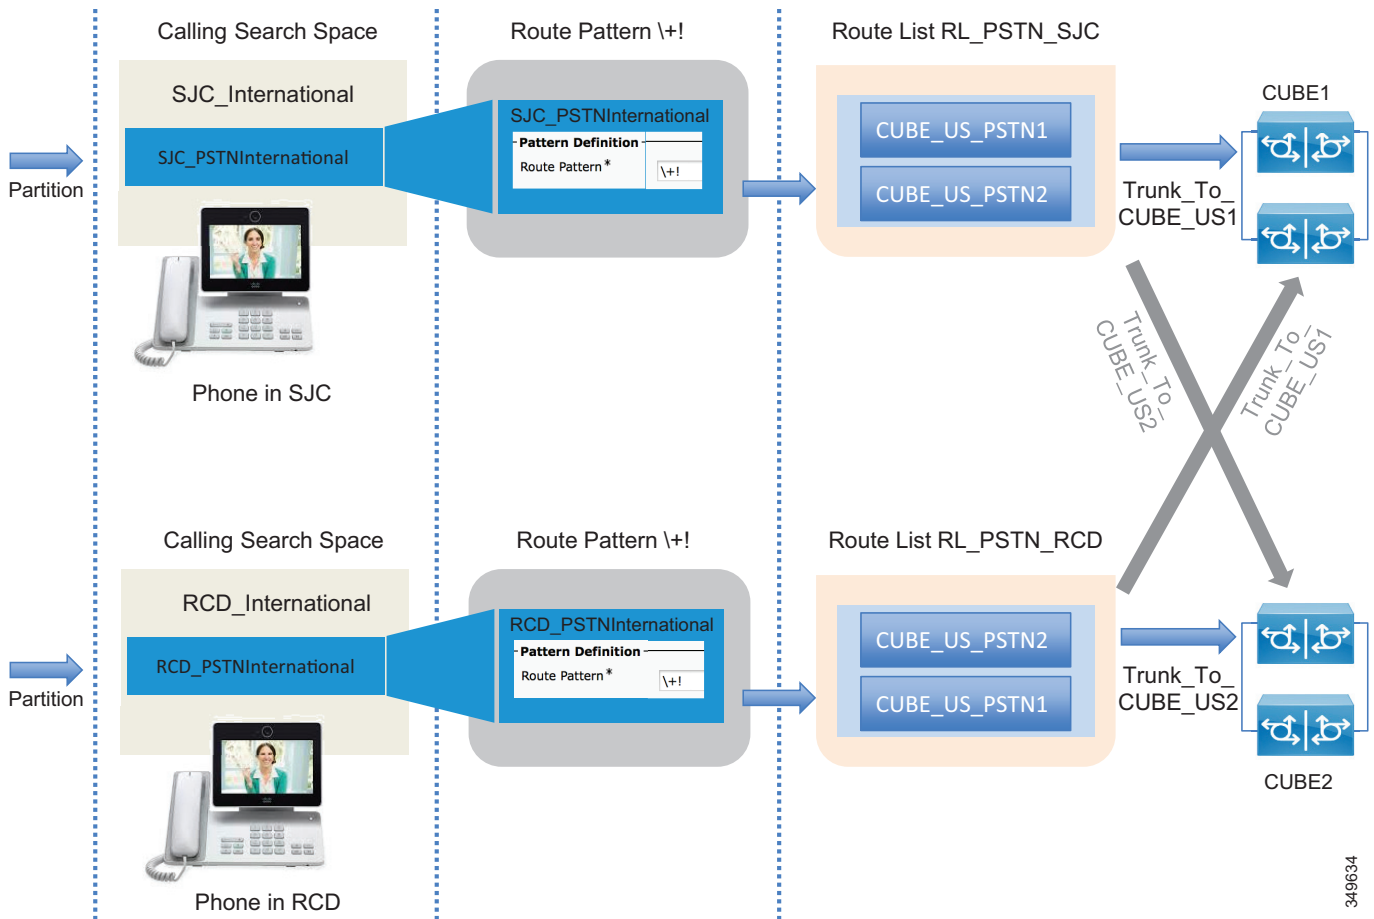 Calling Search Space
Route Pattern \+!
Route List RL_PSTN_SJC
CUBE1
SJC_International
SJC_PSTNInternational
Pattern Definition
Route Pattern*
\+!
CUBE_US_PSTN1
CUBE_US_PSTN2
SJC_PSTNInternational
Partition
Trunk_To_
CUBE_US1
Phone in SJC
Trunk_To_
CUBE_US2
Trunk_To_
CUBE_US1
Calling Search Space
Route Pattern \+!
Route List RL_PSTN_RCD
RCD_International
RCD_PSTNInternational
Pattern Definition
Route Pattern*
\+!
CUBE_US_PSTN2
CUBE_US_PSTN1
RCD_PSTNInternational
Partition
Trunk_To_
CUBE_US2
CUBE2
Phone in RCD
349634